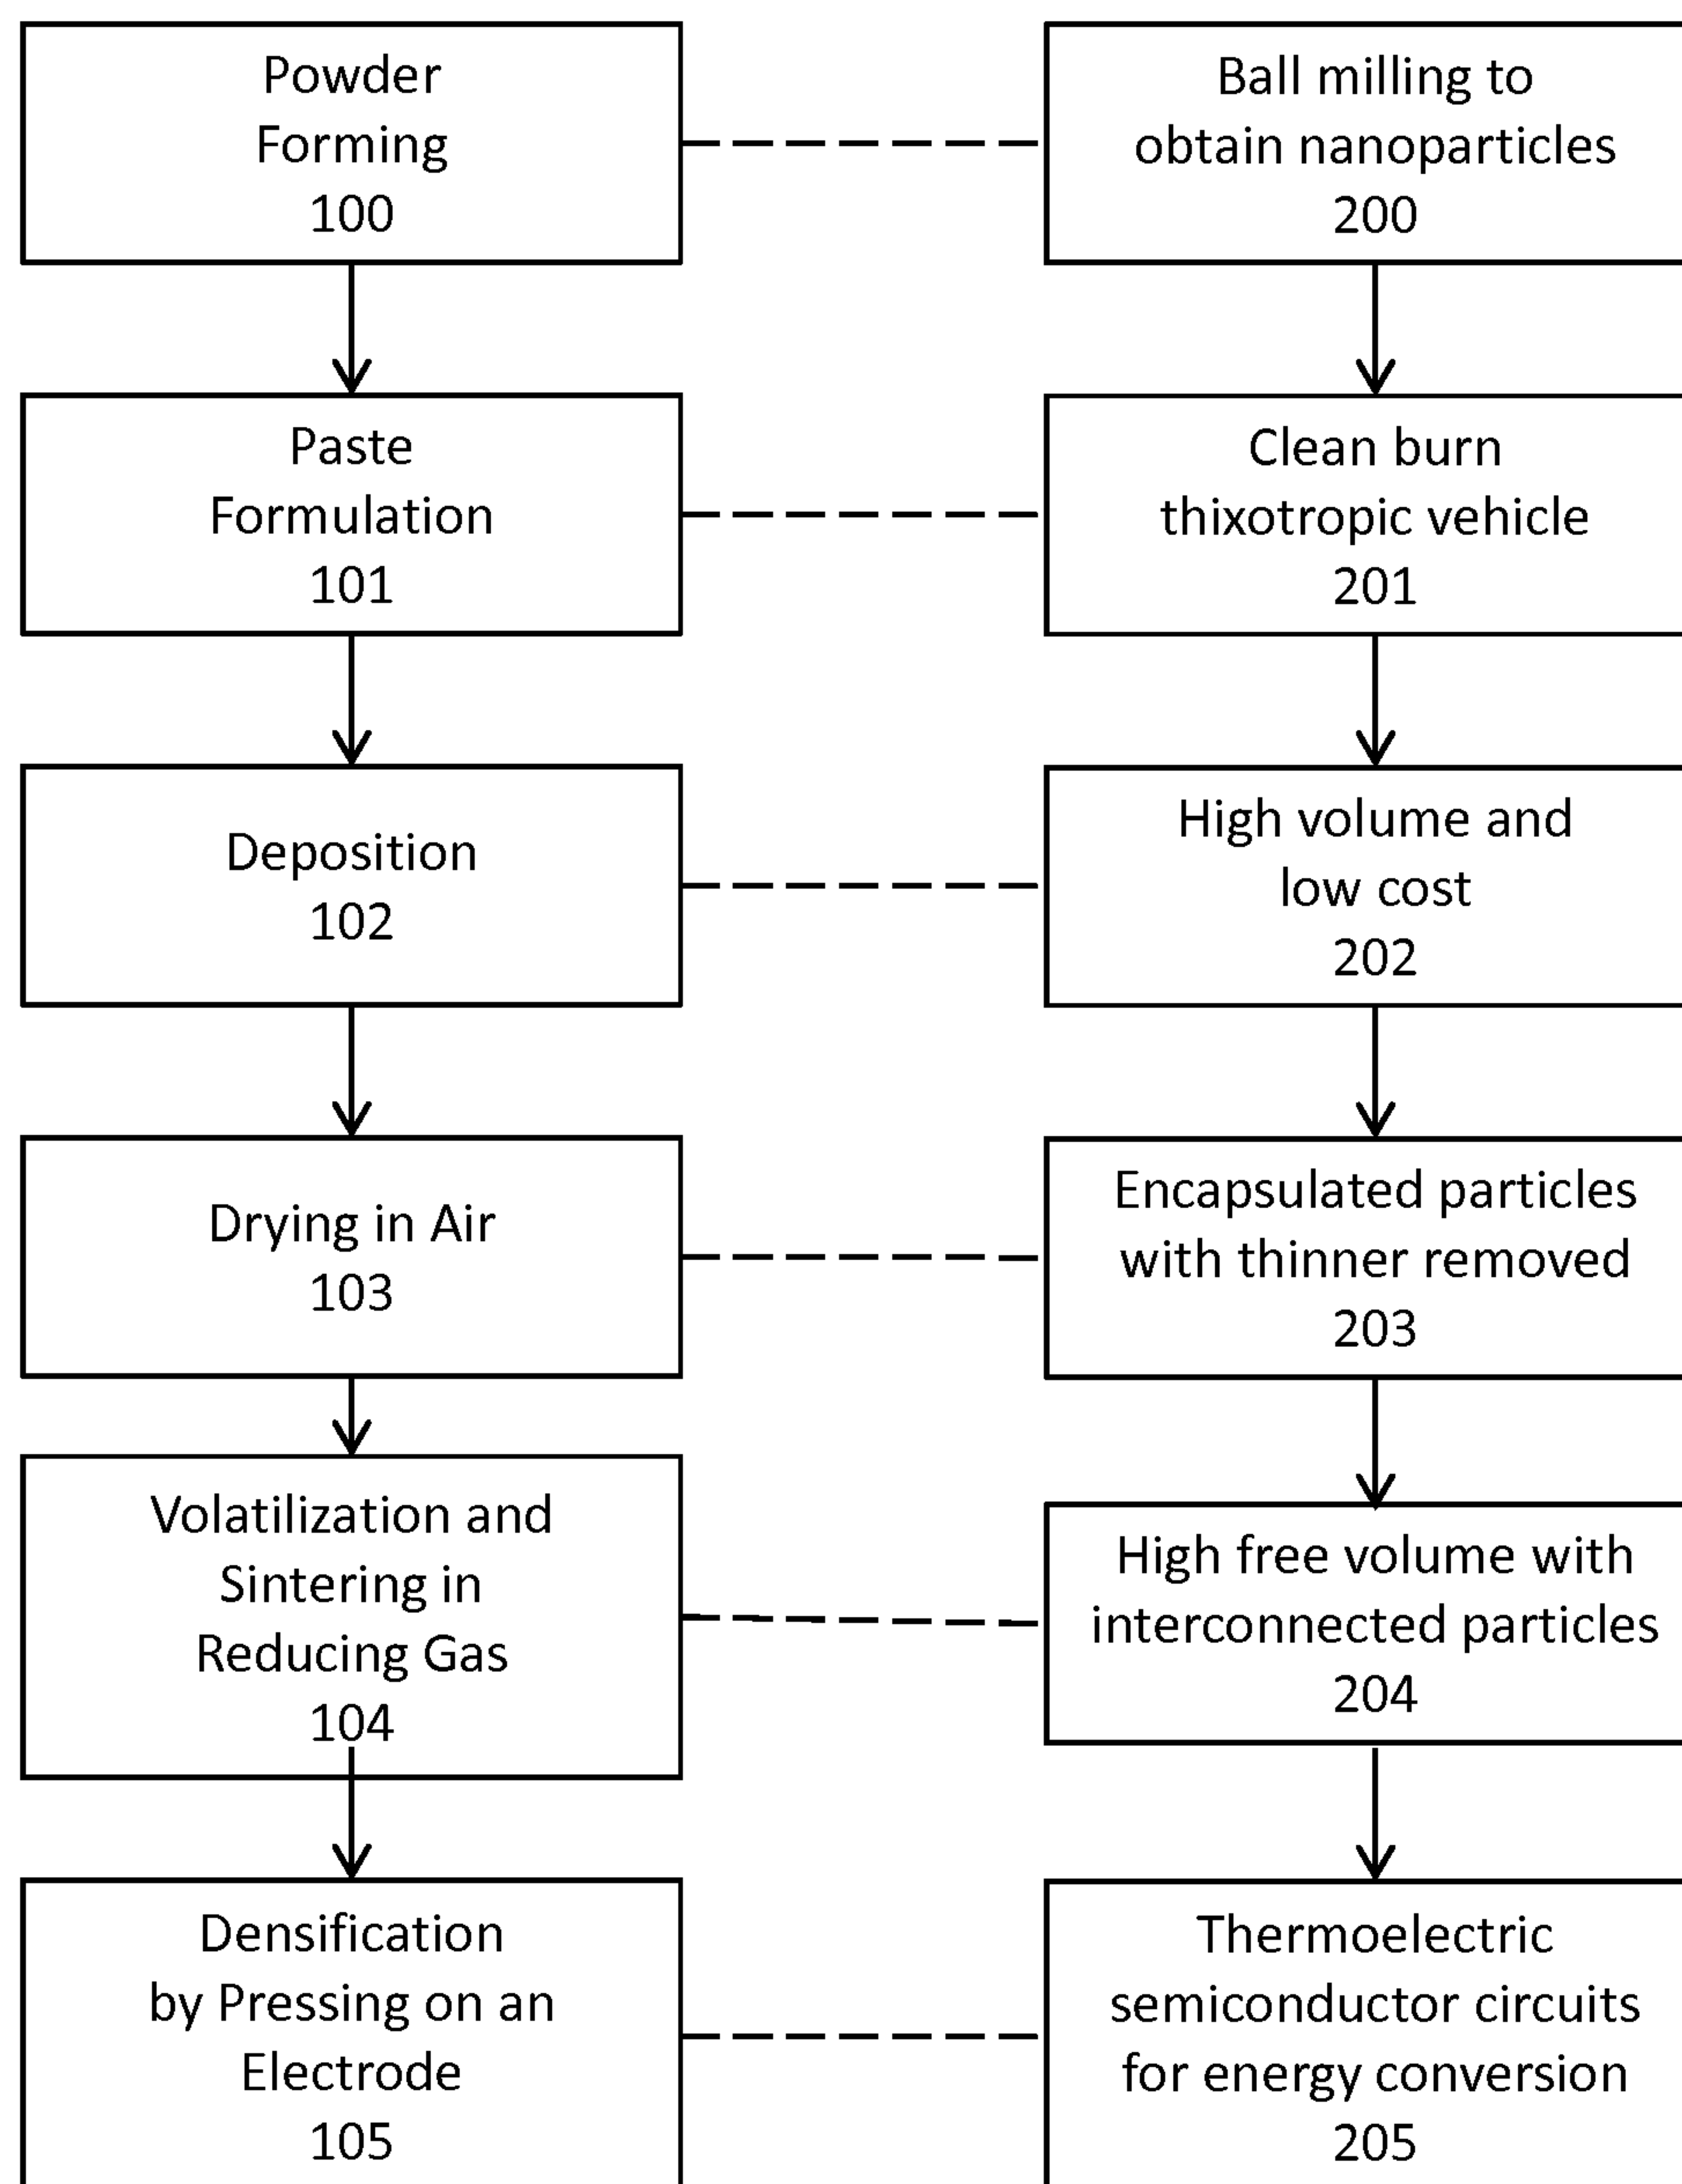 Powder
Forming
100
Ball milling to
obtain nanoparticles
200
Paste
Formulation
101
Clean burn
thixotropic vehicle
201
Deposition
102
High volume and
low cost
202
Drying in Air
103
Encapsulated particles
with thinner removed
203
Volatilization and
Sintering in
Reducing Gas
104
High free volume with
interconnected particles
204
Densification
by Pressing on an
Electrode
105
Thermoelectric
semiconductor circuits
for energy conversion
205